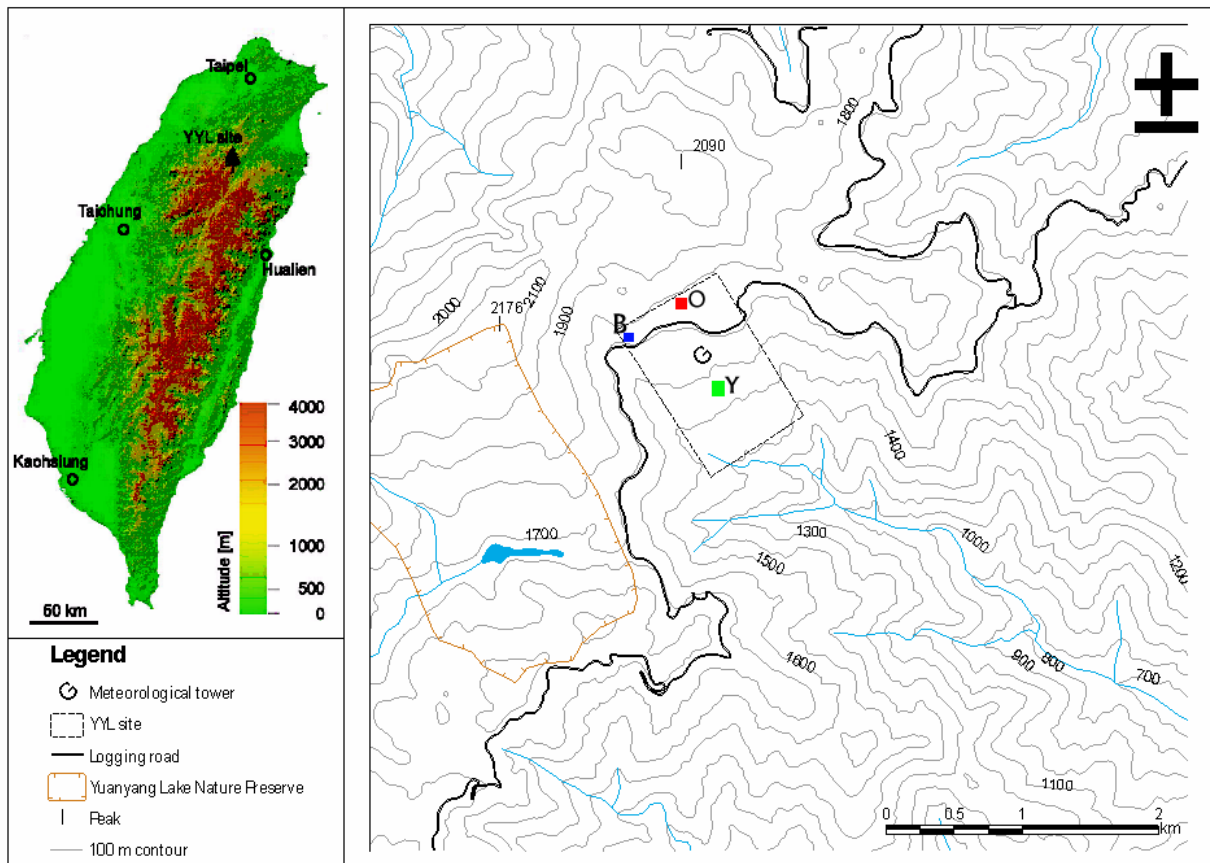 Taipei
YYL site
Taichung
Hualien
Kaohsiung
Altitude [m]
4000
3000
2000
1000
500
0
50 km
Legend
Meteorological tower
YYL site
Logging road
Yuanyang Lake Nature Preserve
Peak
100 m contour
1800
2090
2000
2176
2100
1900
B
O
Y
1400
1700
1300
1000
1500
1200
1600
900
800
700
1100
0 0.5 1 2
km